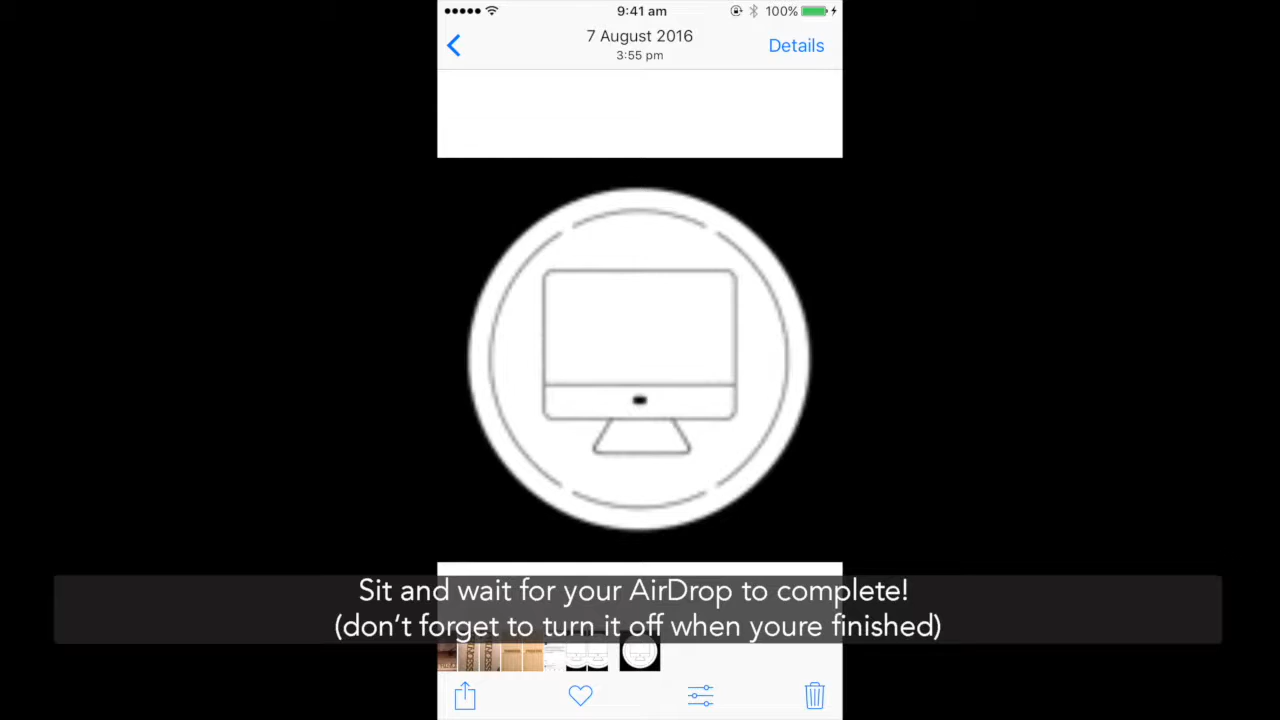 9:41 am
100%
7 August 2016
Details
3:55 pm
Sit and wait for your AirDrop to complete!
(don't forget to turn it off when youre finished)